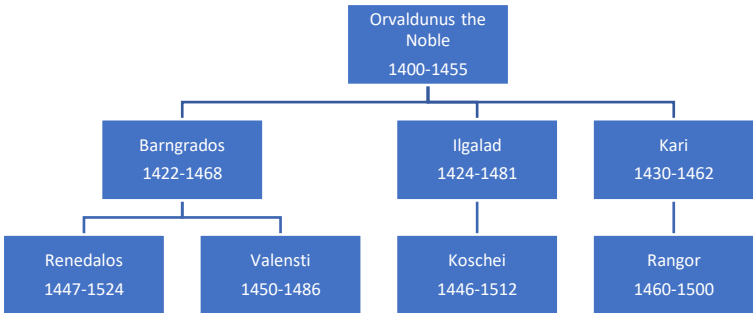 Orvaldunus the
Noble
1400-1455
Barngrados
1422-1468
Ilgalad
1424-1481
Kari
1430-1462
Renedalos
1447-1524
Valensti
1450-1486
Koschei
1446-1512
Rangor
1460-1500